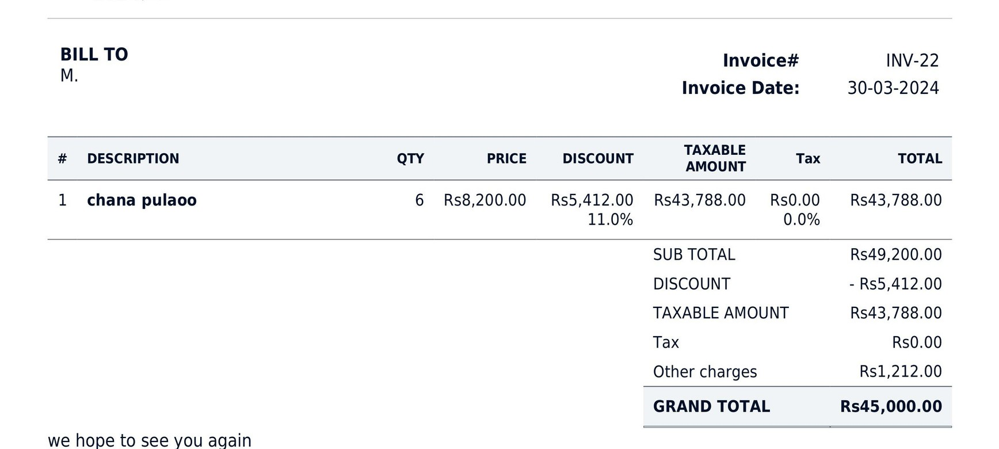 BILL TO
M.
Invoice# INV-22
Invoice Date: 30-03-2024
# DESCRIPTION QTY PRICE DISCOUNT TAXABLE AMOUNT Tax TOTAL
1 chana pulaoo 6 Rs8,200.00 Rs5,412.00 Rs43,788.00 Rs0.00 Rs43,788.00
11.0% 0.0%
SUB TOTAL Rs49,200.00
DISCOUNT - Rs5,412.00
TAXABLE AMOUNT Rs43,788.00
Tax Rs0.00
Other charges Rs1,212.00
GRAND TOTAL Rs45,000.00
we hope to see you again